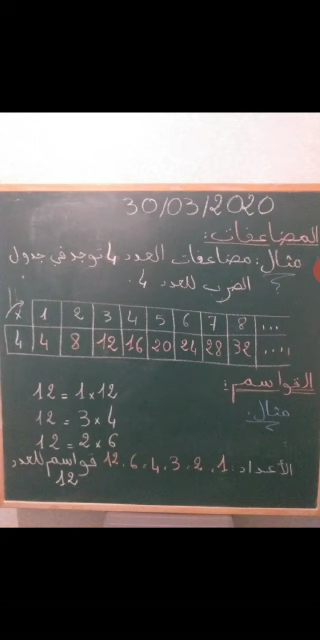 30/03/2020
المضاعفات:
مثال: مضاعفات العدد 4 توجد في جدول
الضرب للعدد 4.
x 1 2 3 4 5 6 7 8 ...
4 4 8 12 16 20 24 28 32 ....
القواسم:
مثال:
12 = 1 x 12
12 = 3 x 4
12 = 2 x 6
الأعداد: 1، 2، 3، 4، 6، 12 قواسم للعدد
12